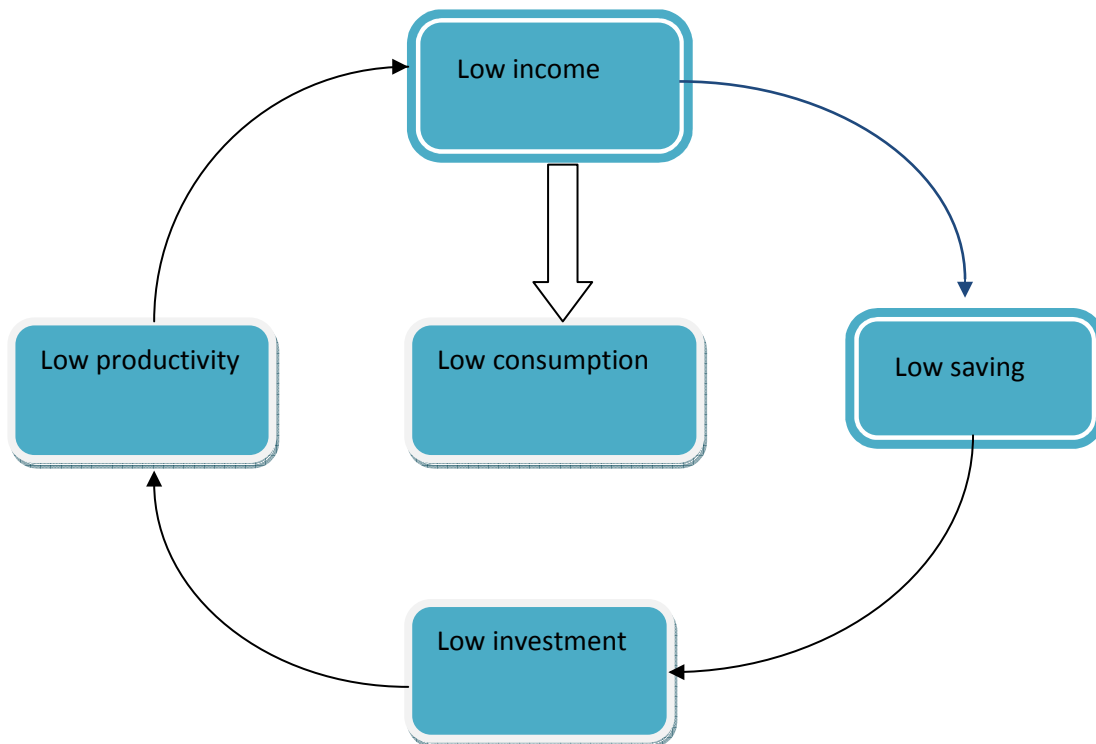 Low income
Low productivity
Low consumption
Low saving
Low investment